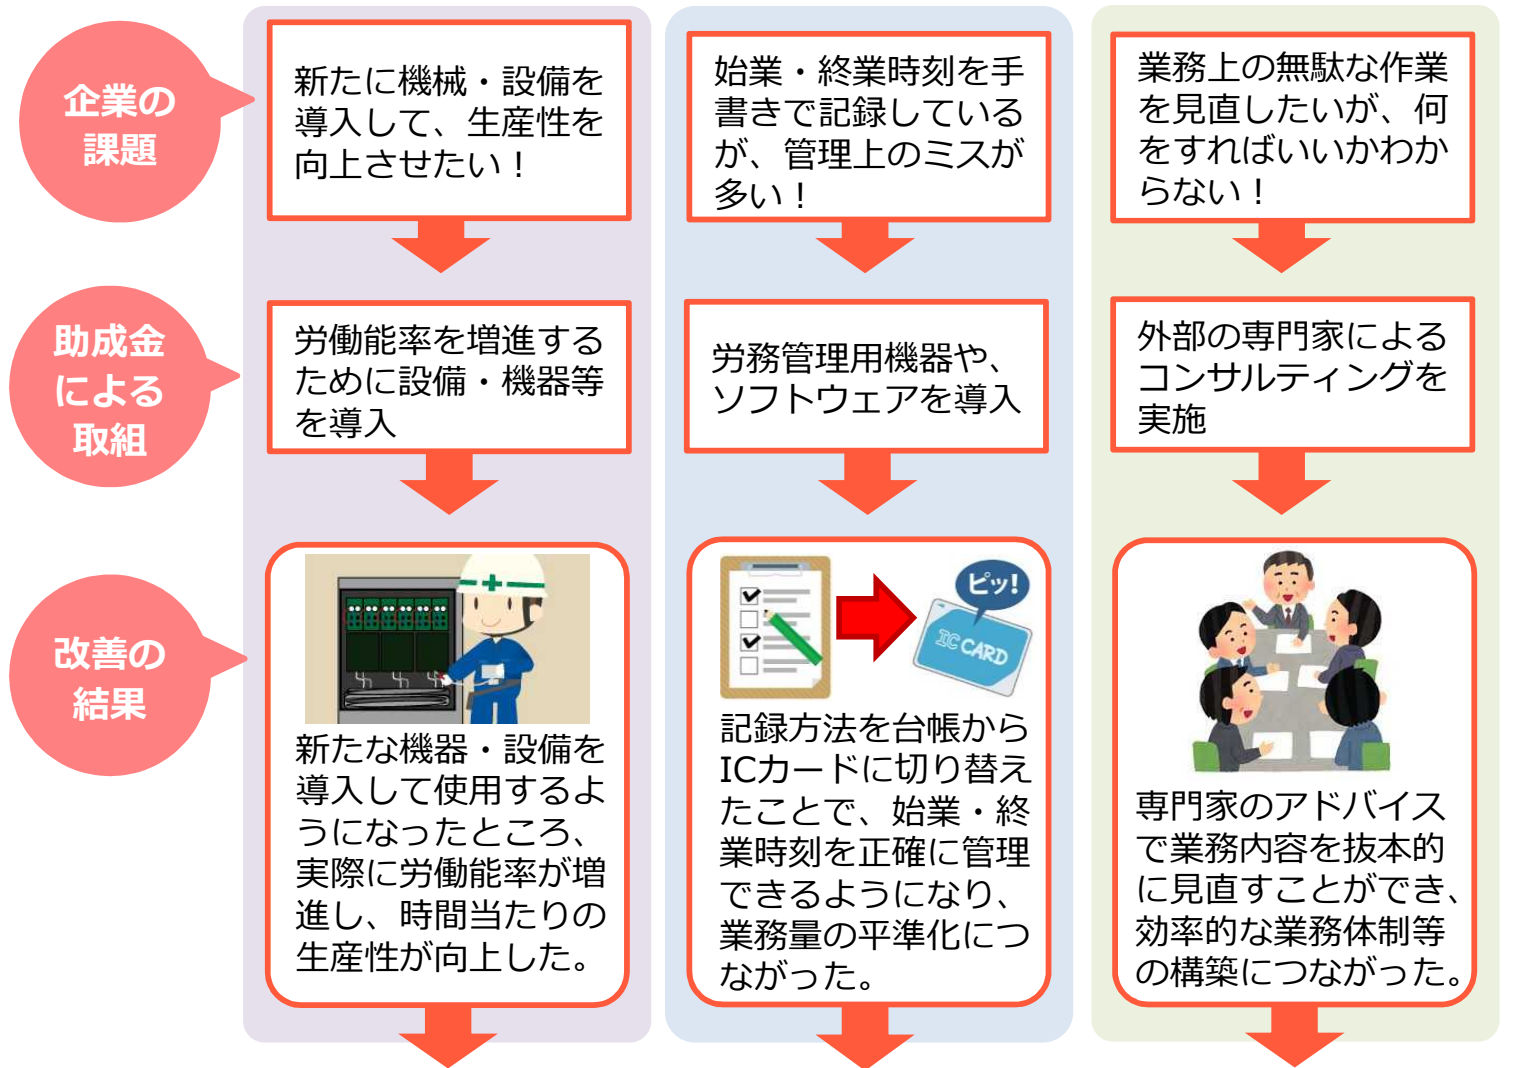 企業の
課題
新たに機械・設備を
導入して、生産性を
向上させたい！
始業・終業時刻を手
書きで記録している
が、管理上のミスが
多い！
業務上の無駄な作業
を見直したいが、何
をすればいいかわか
らない！
助成金
による
取組
労働能率を増進する
ために設備・機器等
を導入
労務管理用機器や、
ソフトウェアを導入
外部の専門家による
コンサルティングを
実施
改善の
結果
新たな機器・設備を
導入して使用するよ
うになったところ、
実際に労働能率が増
進し、時間当たりの
生産性が向上した。
ピッ!
IC CARD
記録方法を台帳から
ICカードに切り替え
たことで、始業・終
業時刻を正確に管理
できるようになり、
業務量の平準化につ
ながった。
専門家のアドバイス
で業務内容を抜本的
に見直すことができ、
効率的な業務体制等
の構築につながった。